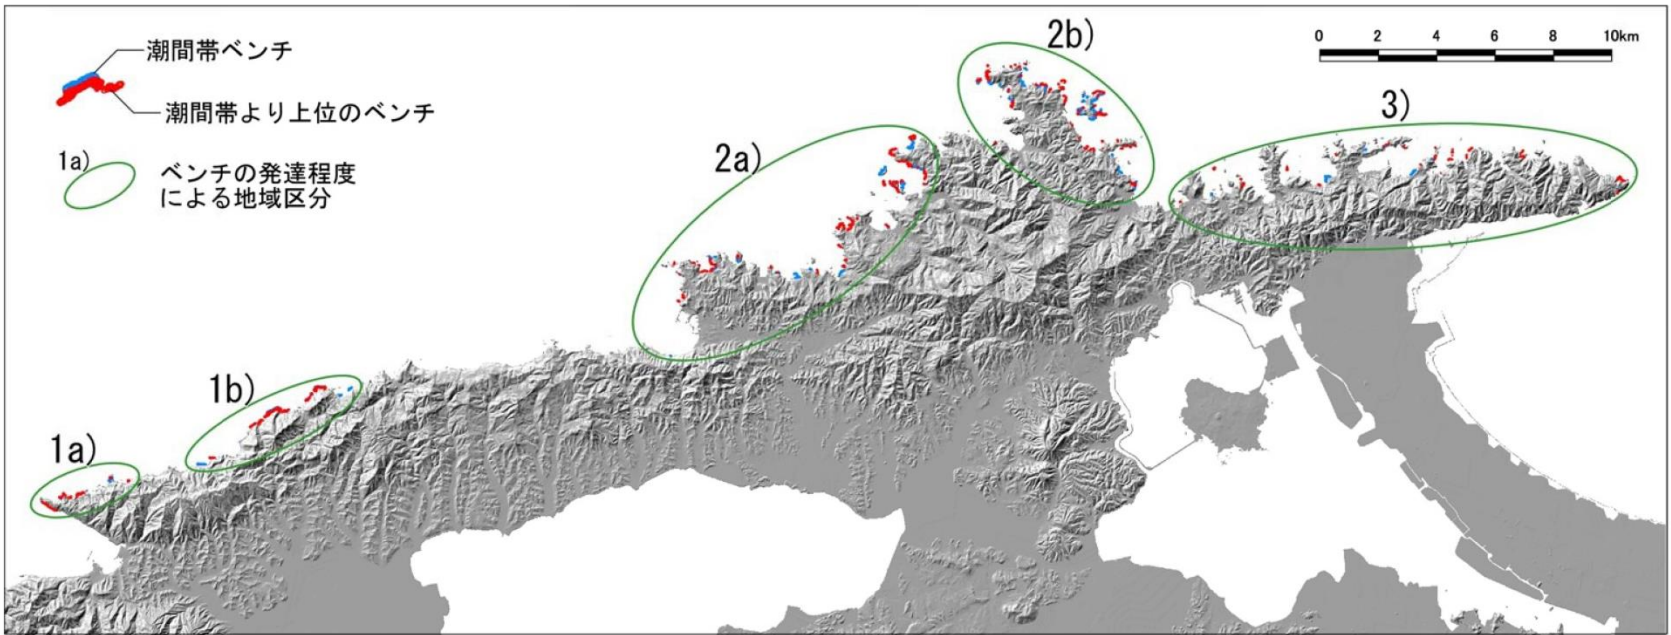 潮間帯ベンチ
潮間帯より上位のベンチ
1a)
ベンチの発達程度
による地域区分
1a)
1b)
2a)
2b)
3)
0 2 4 6 8 10km